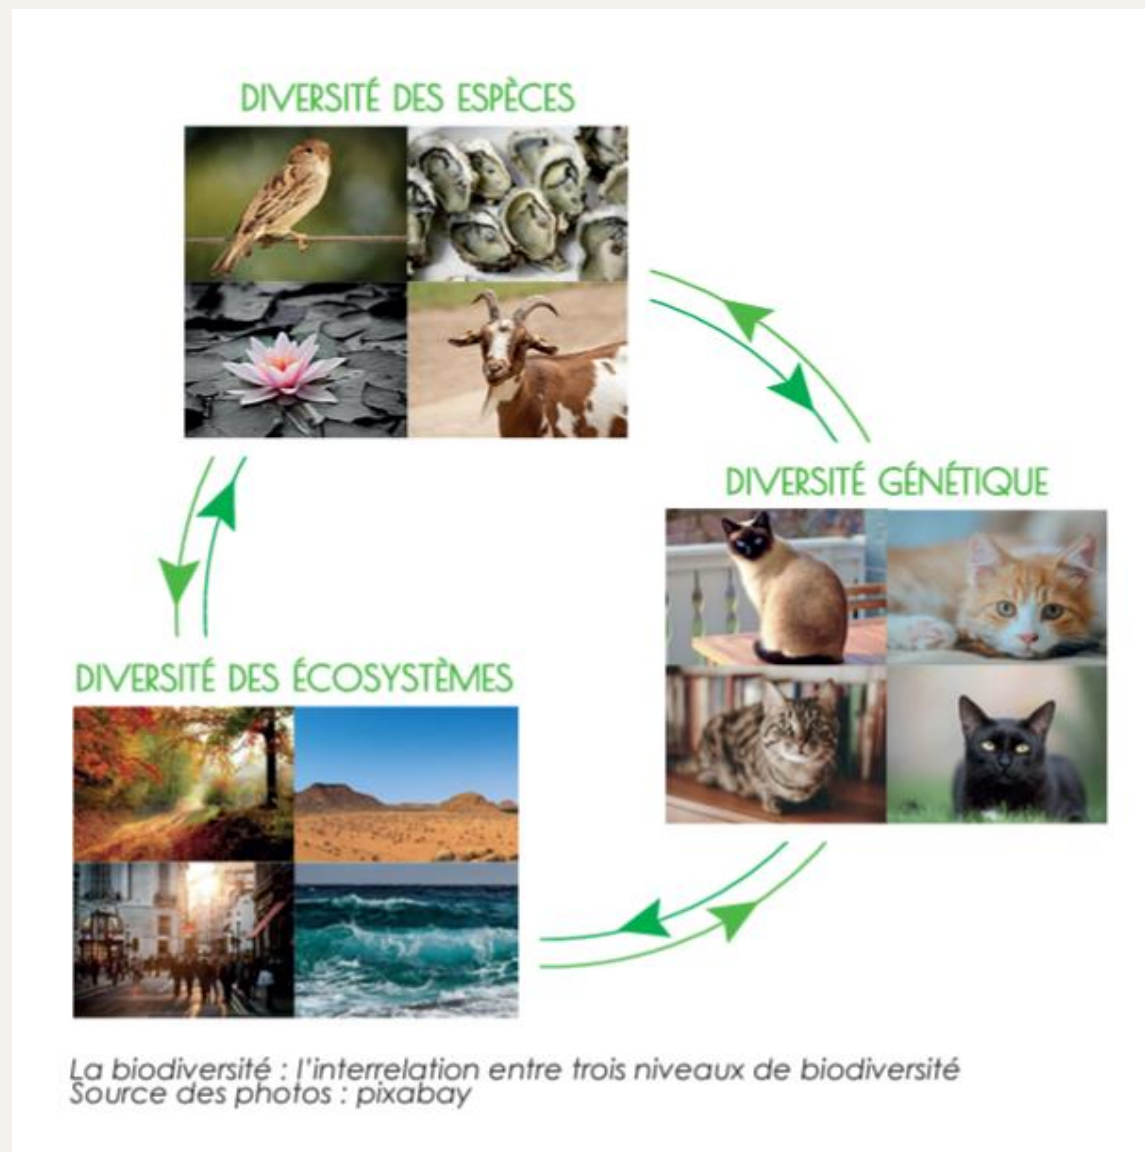 DIVERSITÉ DES ESPÈCES
DIVERSITÉ GÉNÉTIQUE
DIVERSITÉ DES ÉCOSYSTÈMES
La biodiversité : l'interrelation entre trois niveaux de biodiversité
Source des photos : pixabay